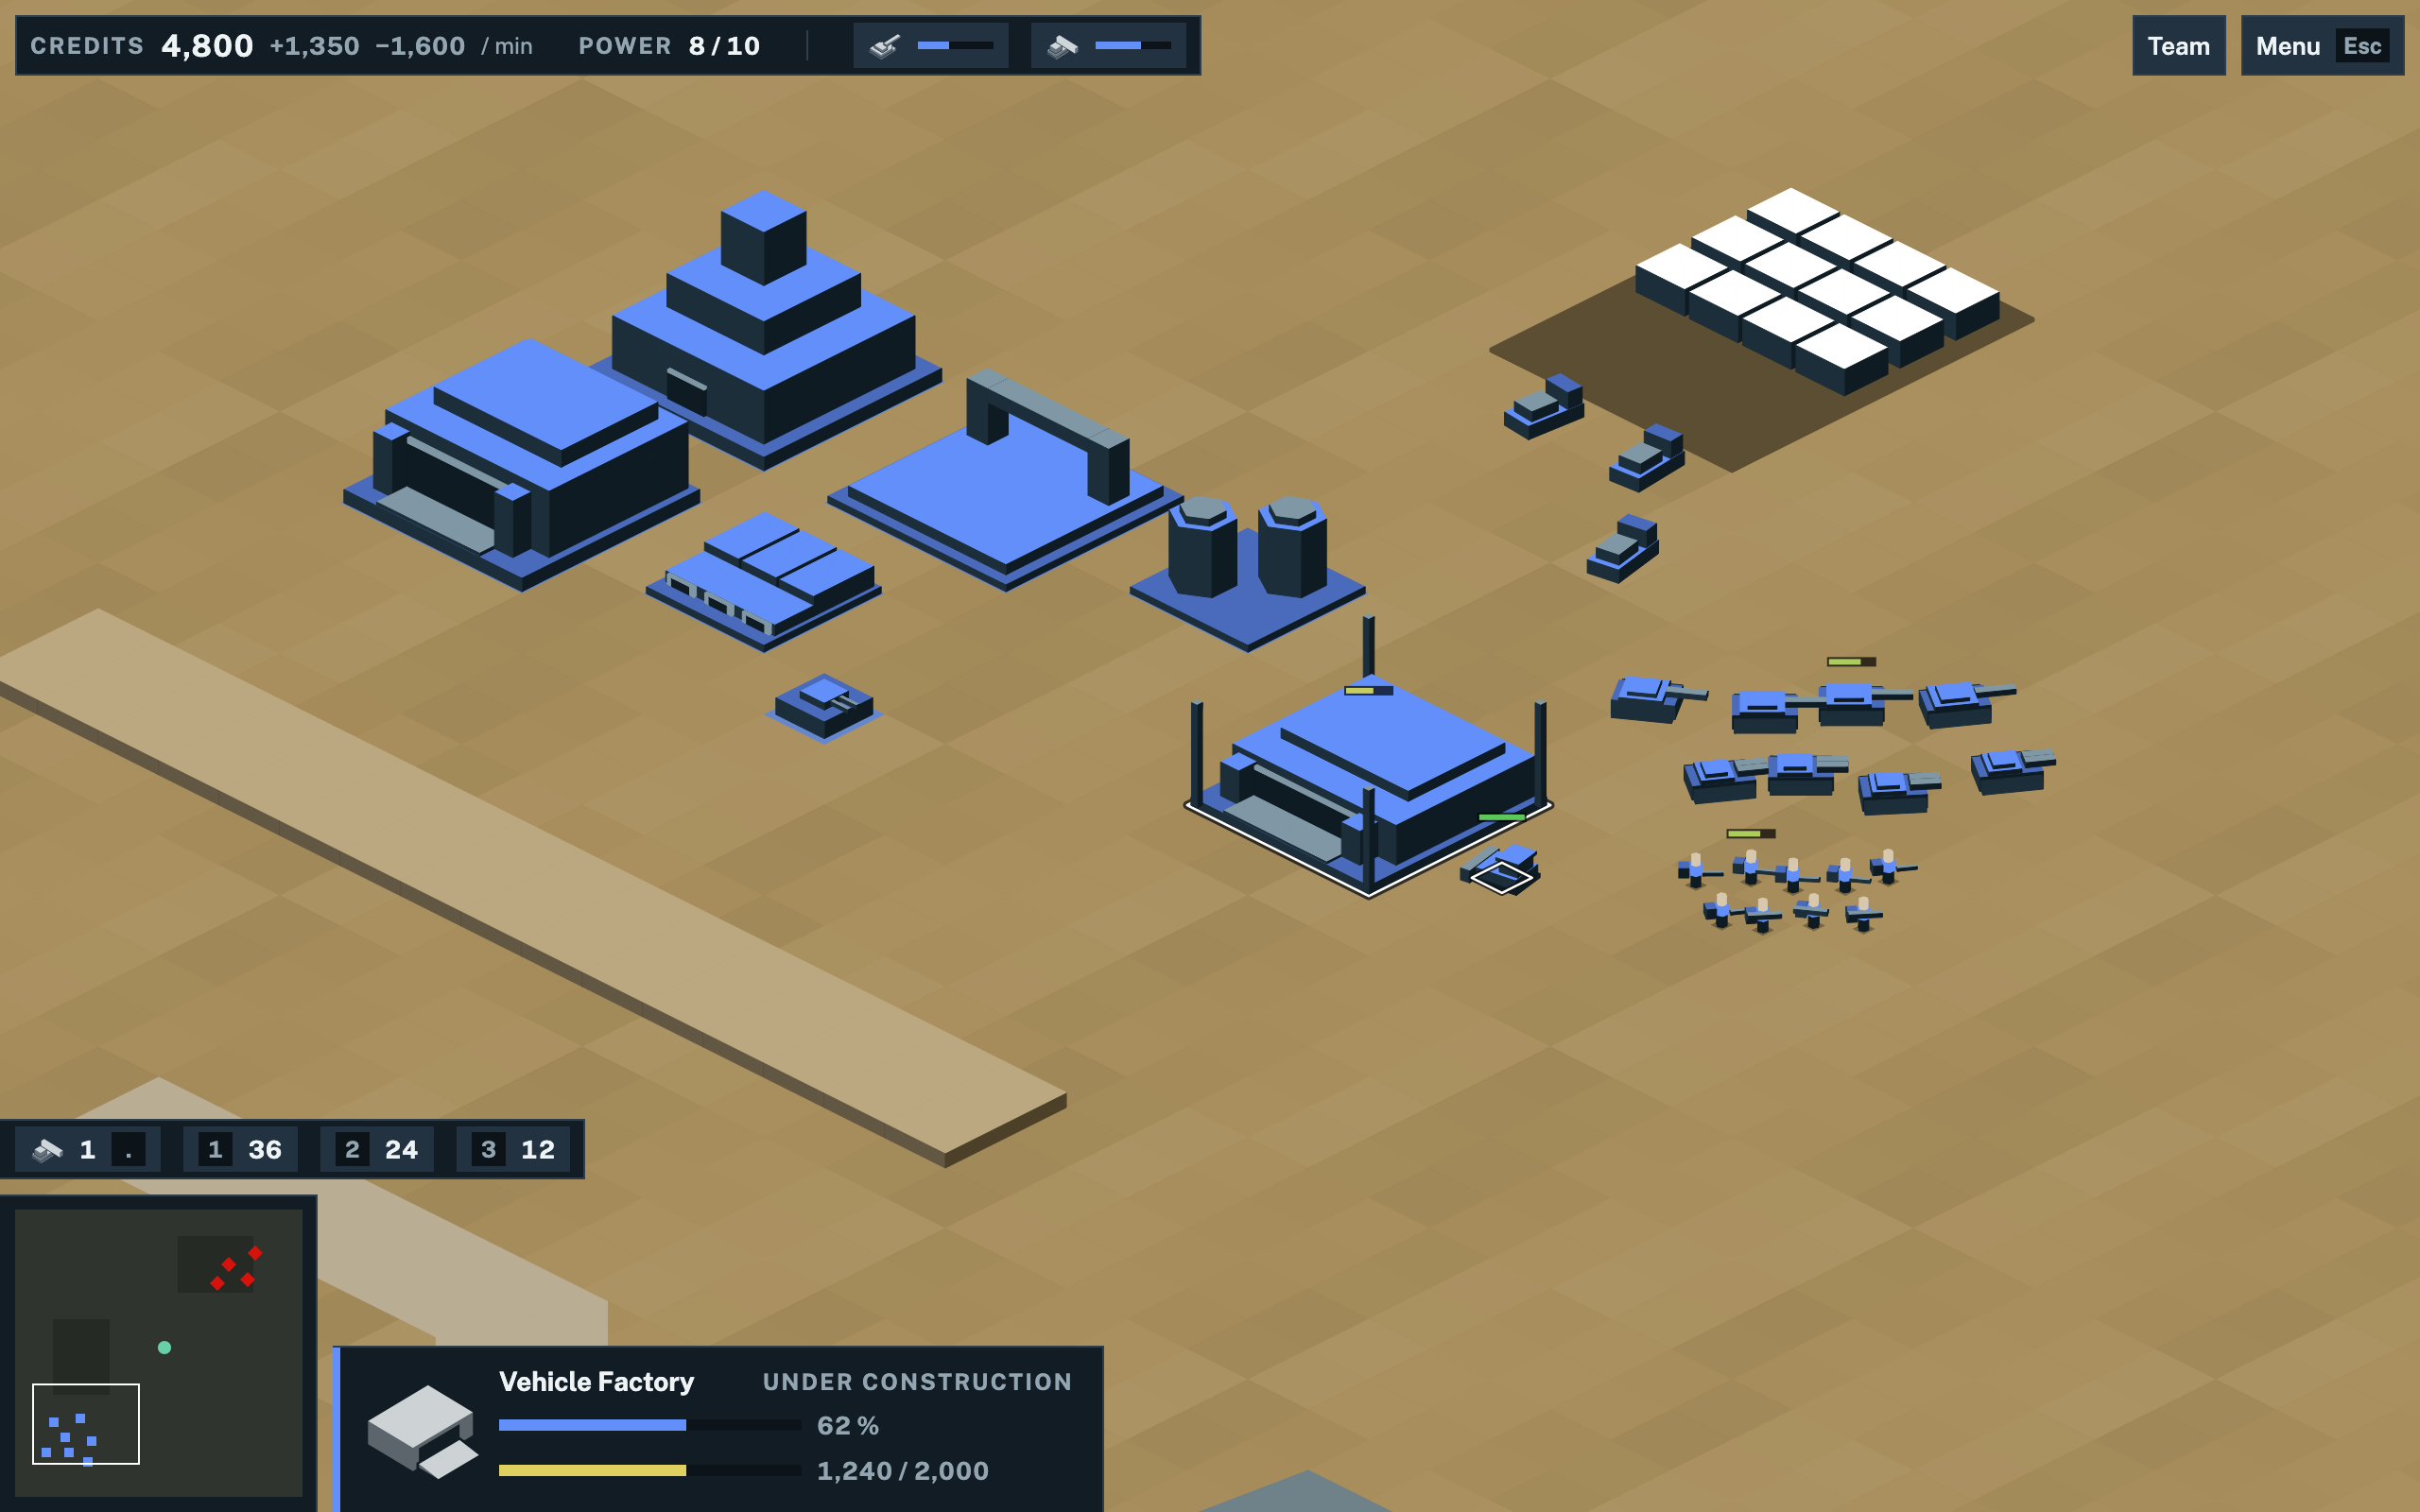 CREDITS 4,800 +1,350 −1,600 / min POWER 8 / 10
Team
Menu Esc
1 .
1 36
2 24
3 12
Vehicle Factory UNDER CONSTRUCTION
62 %
1,240 / 2,000